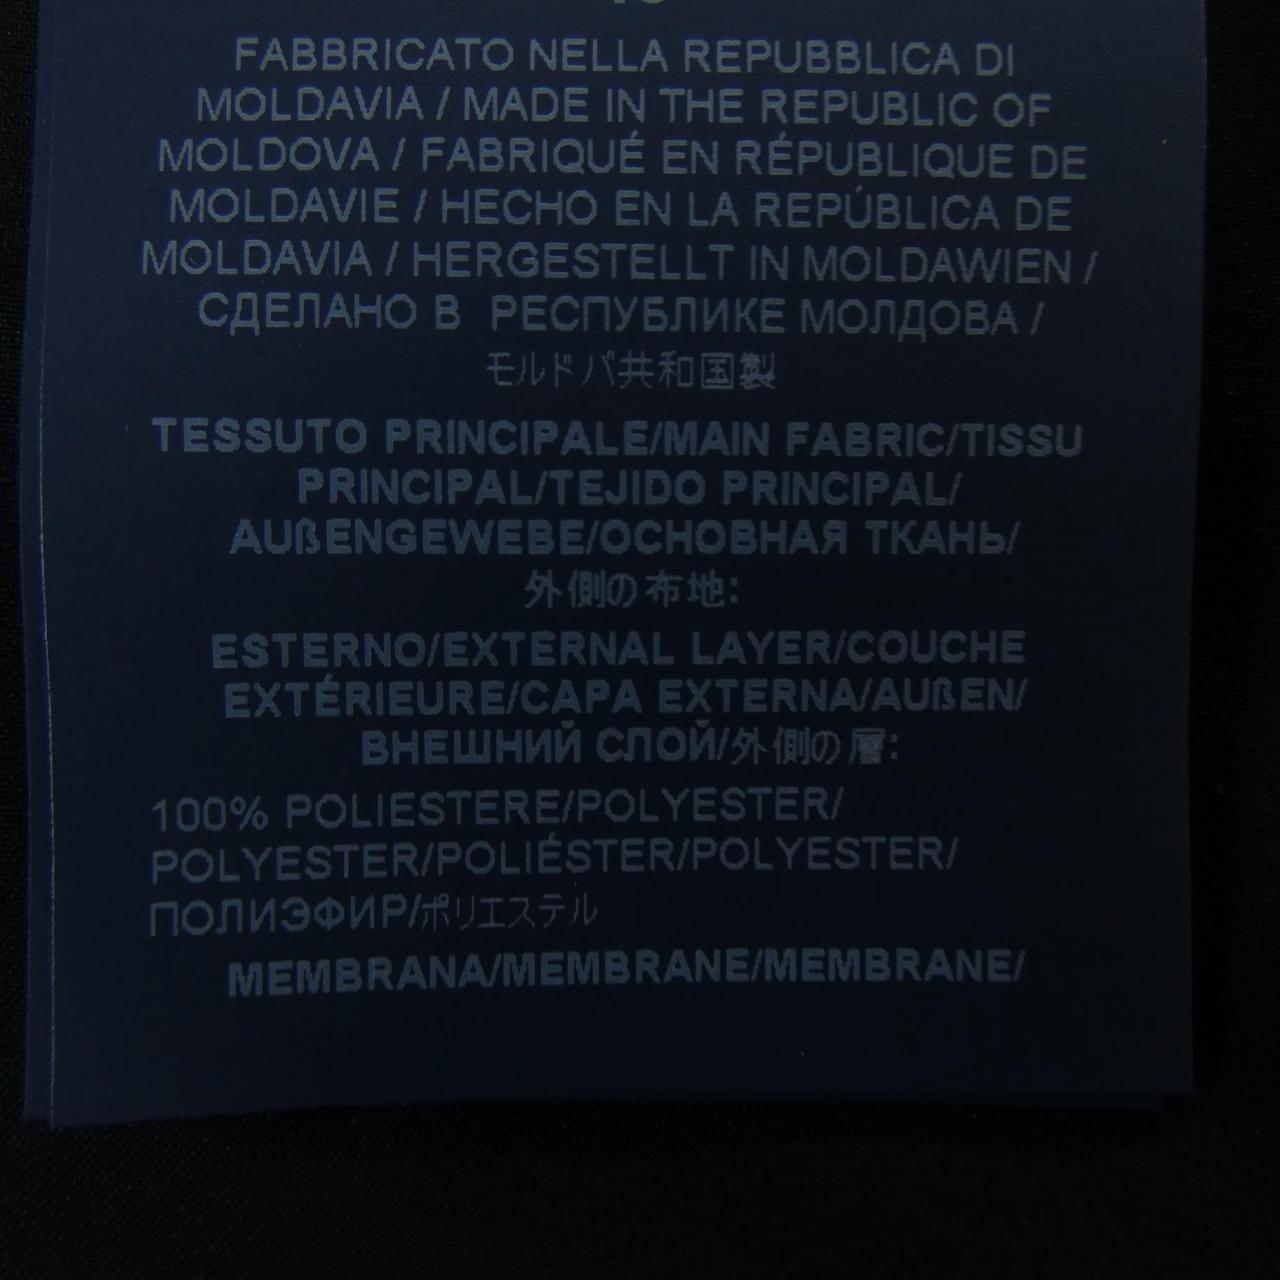 FABBRICATO NELLA REPUBBLICA DI
MOLDAVIA / MADE IN THE REPUBLIC OF
MOLDOVA / FABRIQUÉ EN RÉPUBLIQUE DE
MOLDAVIE / HECHO EN LA REPÚBLICA DE
MOLDAVIA / HERGESTELLT IN MOLDAWIEN /
СДЕЛАНО В РЕСПУБЛИКЕ МОЛДОВА /
モルドバ共和国製
TESSUTO PRINCIPALE/MAIN FABRIC/TISSU
PRINCIPAL/TEJIDO PRINCIPAL/
AUßENGEWEBE/ОСНОВНАЯ ТКАНЬ/
外側の布地:
ESTERNO/EXTERNAL LAYER/COUCHE
EXTÉRIEURE/CAPA EXTERNA/AUßEN/
ВНЕШНИЙ СЛОЙ/外側の層:
100% POLIESTERE/POLYESTER/
POLYESTER/POLIÉSTER/POLYESTER/
ПОЛИЭФИР/ポリエステル
MEMBRANA/MEMBRANE/MEMBRANE/